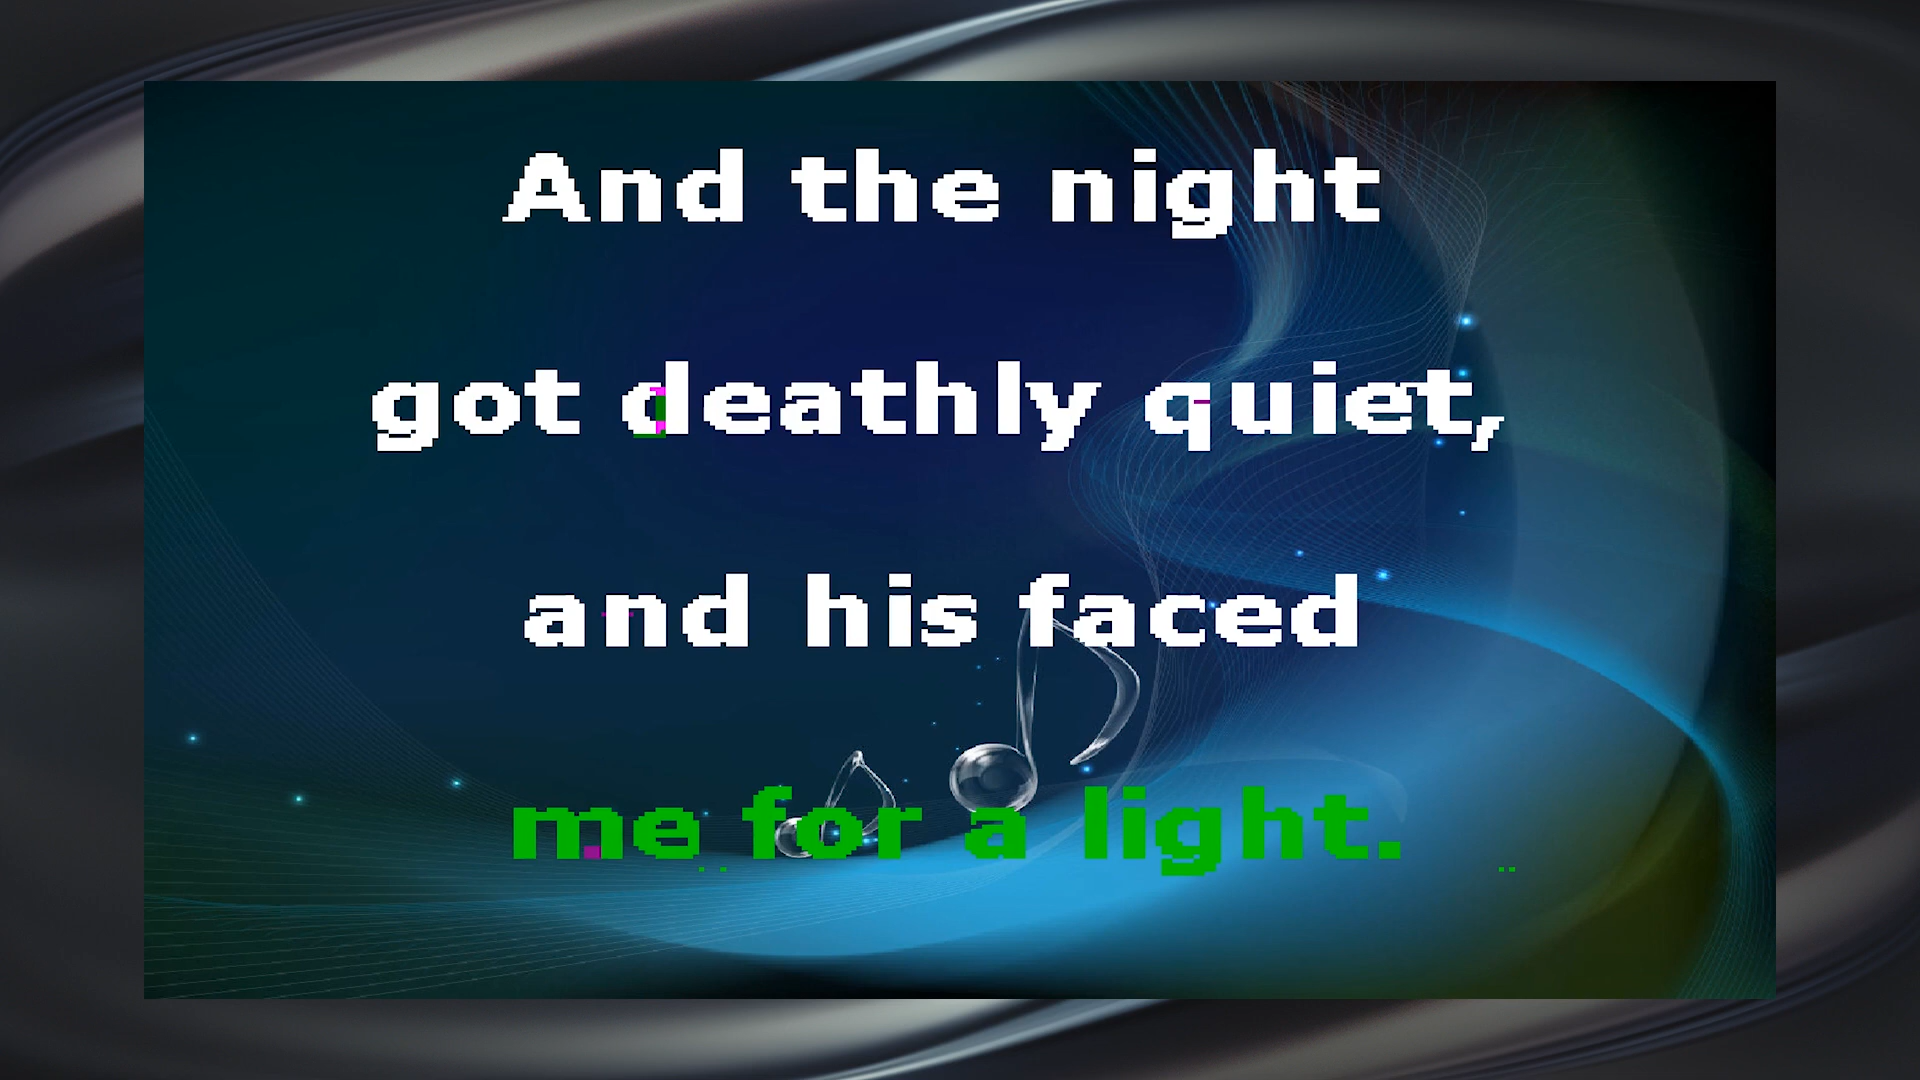 And the night
got deathly quiet,
and his faced
me for a light.